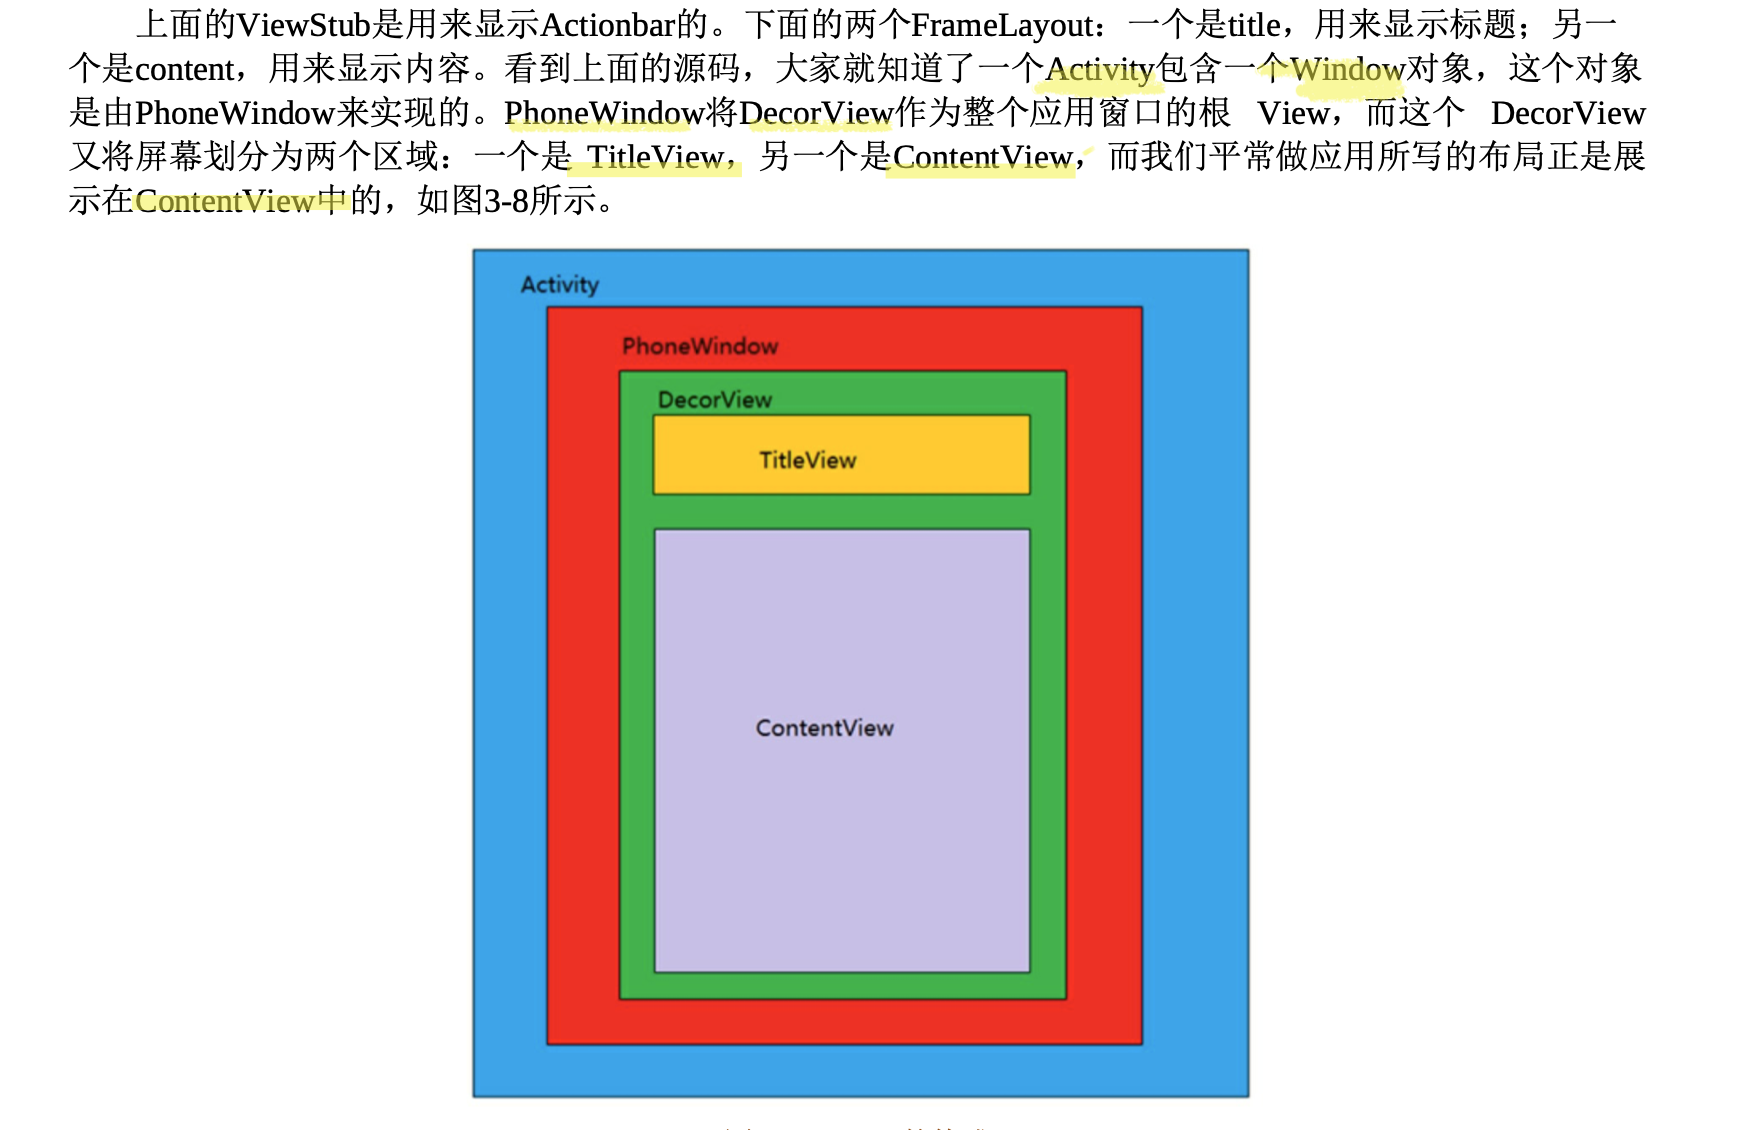 上面的ViewStub是用来显示Actionbar的。下面的两个FrameLayout：一个是title，用来显示标题；另一
个是content，用来显示内容。看到上面的源码，大家就知道了一个Activity包含一个Window对象，这个对象
是由PhoneWindow来实现的。PhoneWindow将DecorView作为整个应用窗口的根 View，而这个 DecorView
又将屏幕划分为两个区域：一个是 TitleView，另一个是ContentView，而我们平常做应用所写的布局正是展
示在ContentView中的，如图3-8所示。
Activity
PhoneWindow
DecorView
TitleView
ContentView